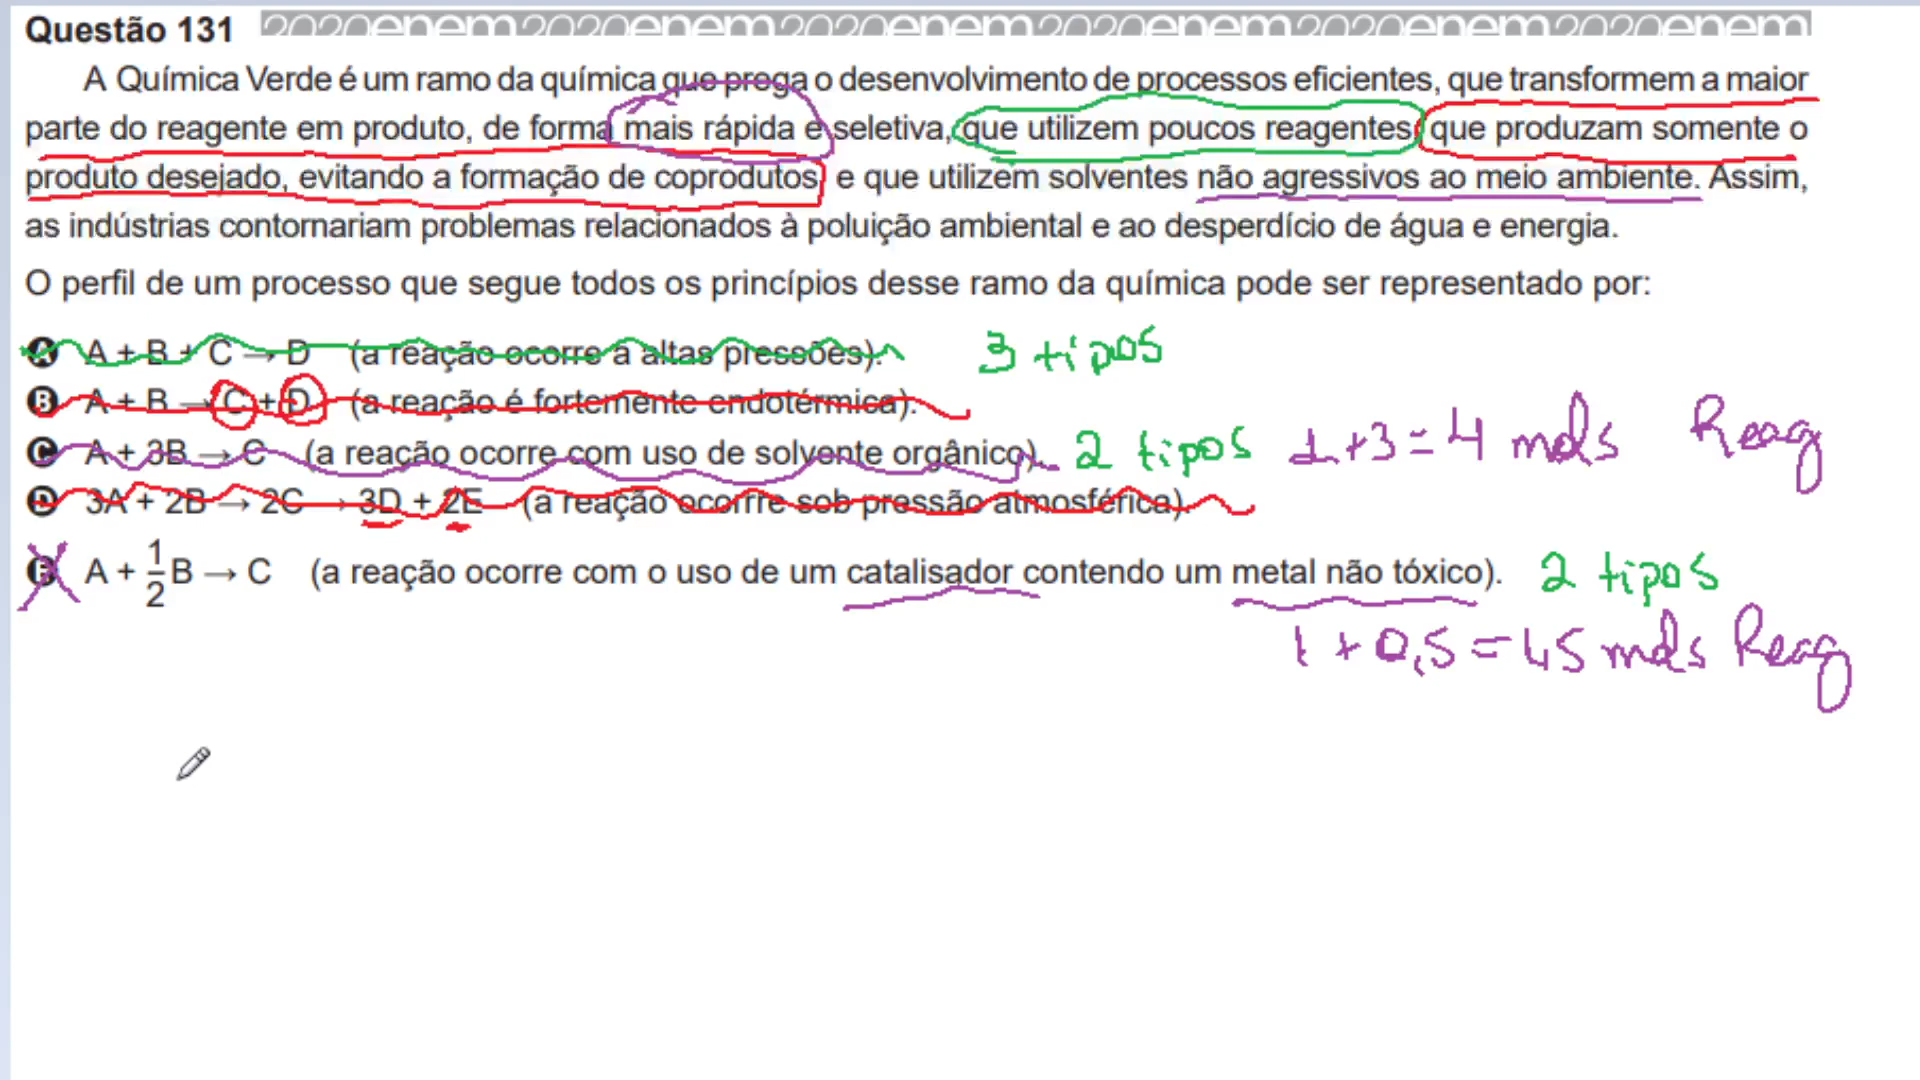 Questão 131 2020enem2020enem2020enem2020enem2020enem2020enem
A Química Verde é um ramo da química que prega o desenvolvimento de processos eficientes, que transformem a maior
parte do reagente em produto, de forma mais rápida e seletiva, que utilizem poucos reagentes, que produzam somente o
produto desejado, evitando a formação de coprodutos, e que utilizem solventes não agressivos ao meio ambiente. Assim,
as indústrias contornariam problemas relacionados à poluição ambiental e ao desperdício de água e energia.
O perfil de um processo que segue todos os princípios desse ramo da química pode ser representado por:
A A + B + C → D (a reação ocorre a altas pressões). 3 tipos
B A + B → C + D (a reação é fortemente endotérmica).
C A + 3B → C (a reação ocorre com uso de solvente orgânico). 2 tipos 1+3=4 mols Reag
D 3A + 2B → 2C → 3D + 2E (a reação ocorre sob pressão atmosférica).
E A + 1/2 B → C (a reação ocorre com o uso de um catalisador contendo um metal não tóxico). 2 tipos
1 + 0,5 = 1,5 mols Reag